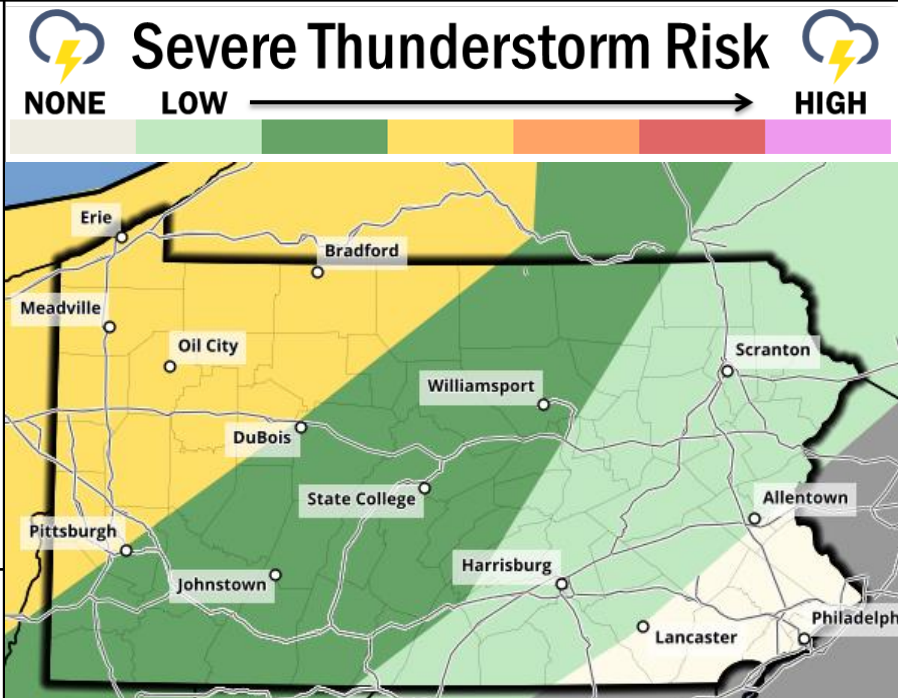 Severe Thunderstorm Risk
NONE LOW HIGH
Erie
Bradford
Meadville
Oil City
Scranton
Williamsport
DuBois
State College
Allentown
Pittsburgh
Harrisburg
Johnstown
Philadelph
Lancaster